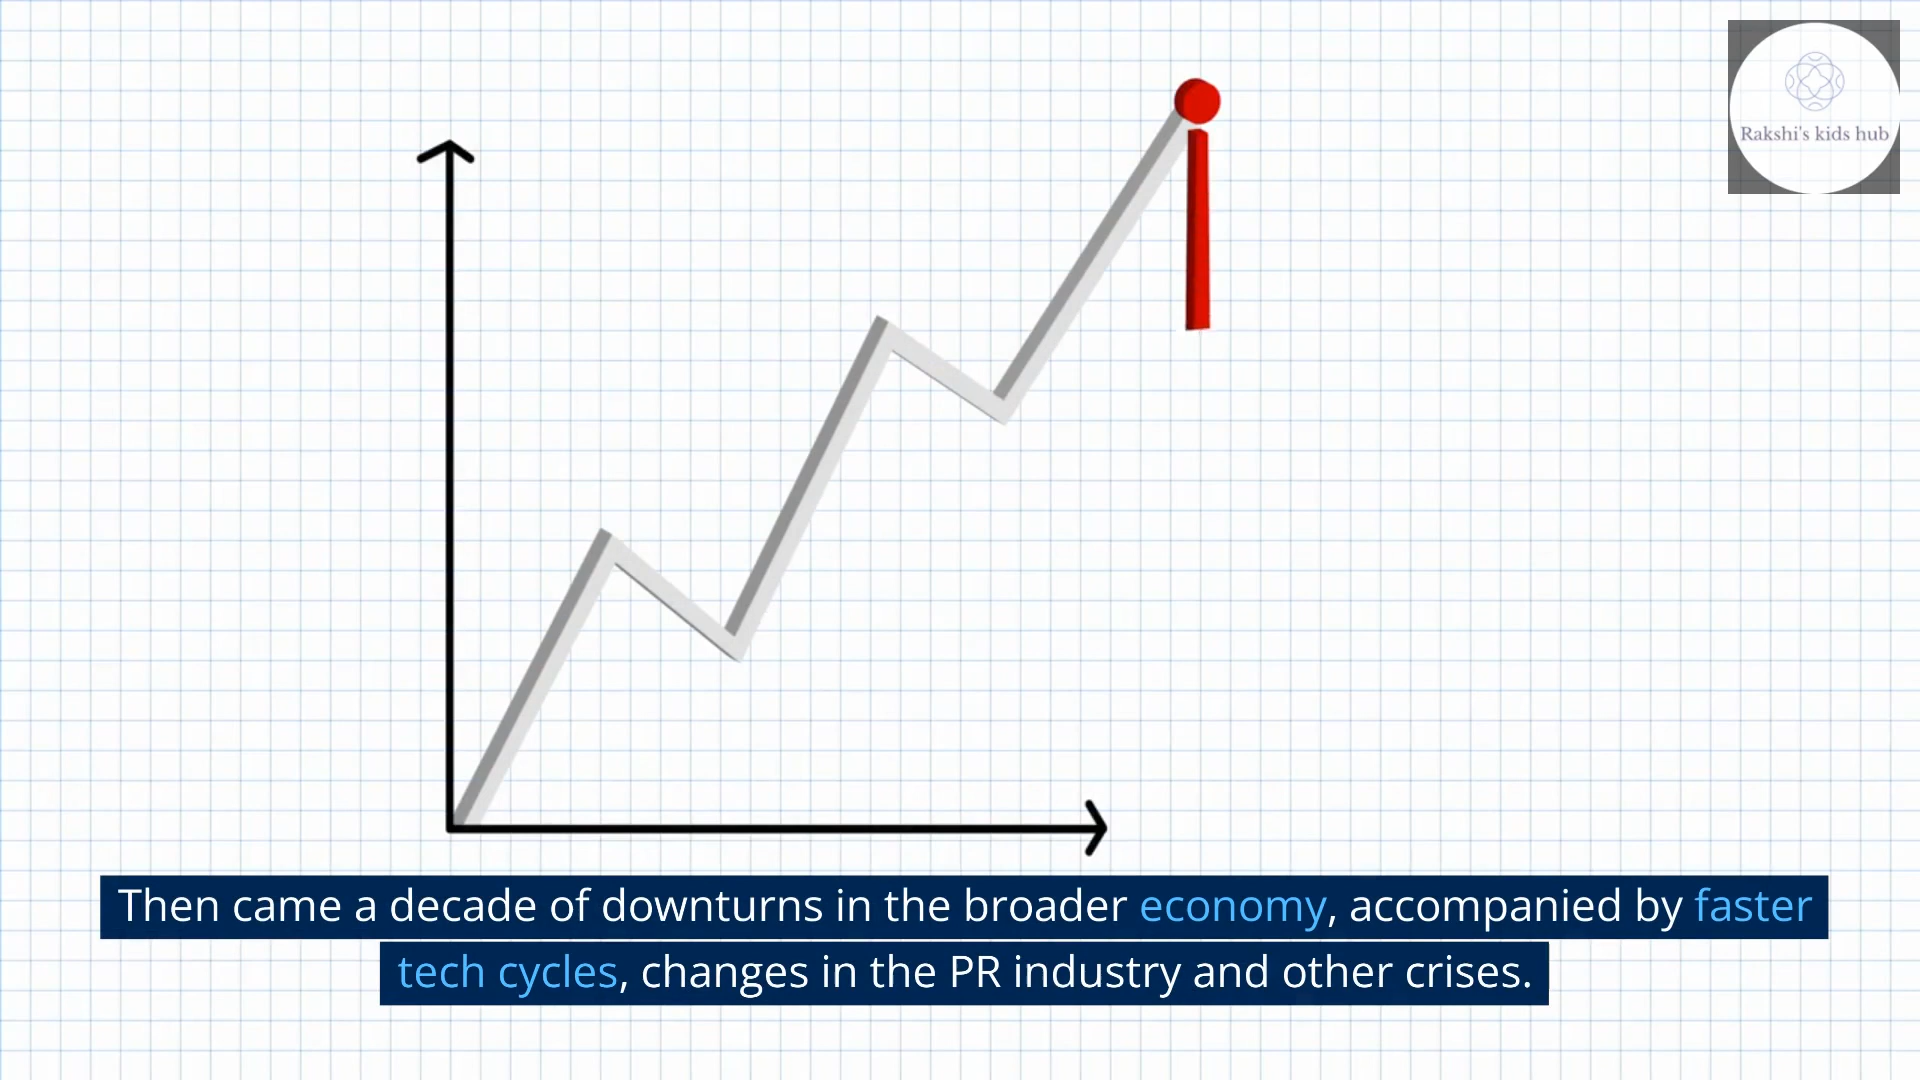 Rakshi's kids hub
Then came a decade of downturns in the broader economy, accompanied by faster
tech cycles, changes in the PR industry and other crises.